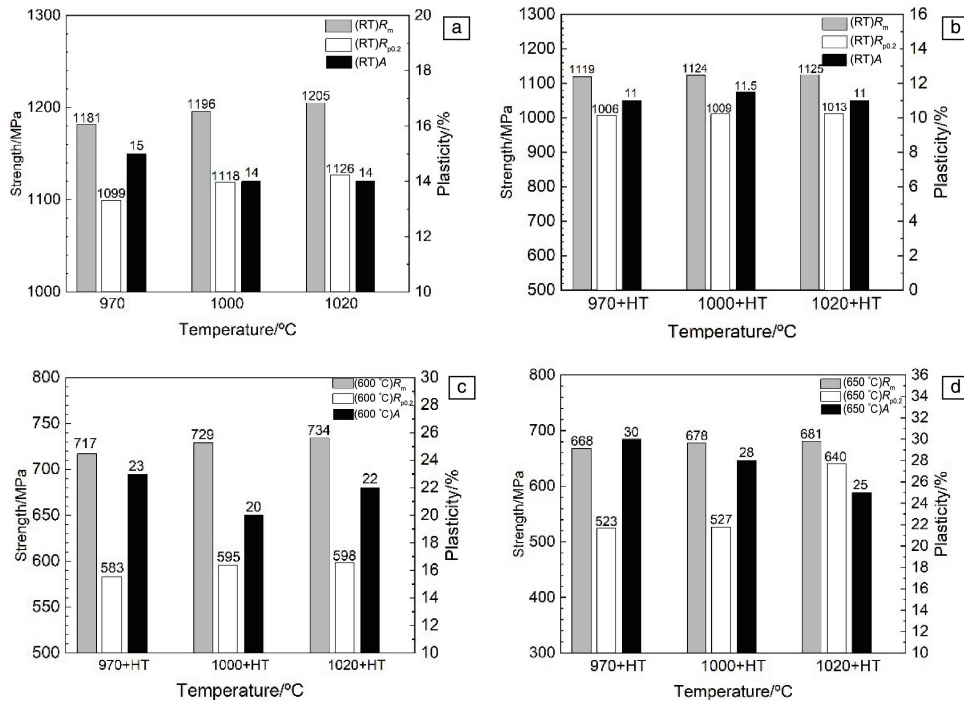 a
(RT)Rm
(RT)Rp0.2
(RT)A
1300
1200
1100
1000
Strength/MPa
20
18
16
14
12
10
Plasticity/%
1181
1099
15
1196
1118
14
1205
1126
14
970
1000
1020
Temperature/ºC
b
(RT)Rm
(RT)Rp0.2
(RT)A
1300
1200
1100
1000
900
800
700
600
500
Strength/MPa
16
14
12
10
8
6
4
2
0
Plasticity/%
1119
1006
11
1124
1009
11.5
1125
1013
11
970+HT
1000+HT
1020+HT
Temperature/ºC
c
(600 °C)Rm
(600 °C)Rp0.2
(600 °C)A
800
750
700
650
600
550
500
Strength/MPa
30
28
26
24
22
20
18
16
14
12
10
Plasticity/%
717
583
23
729
595
20
734
598
22
970+HT
1000+HT
1020+HT
Temperature/ºC
d
(650 °C)Rm
(650 °C)Rp0.2
(650 °C)A
800
700
600
500
400
300
Strength/MPa
36
34
32
30
28
26
24
22
20
18
16
14
12
10
Plasticity/%
668
523
30
678
527
28
681
640
25
970+HT
1000+HT
1020+HT
Temperature/ºC